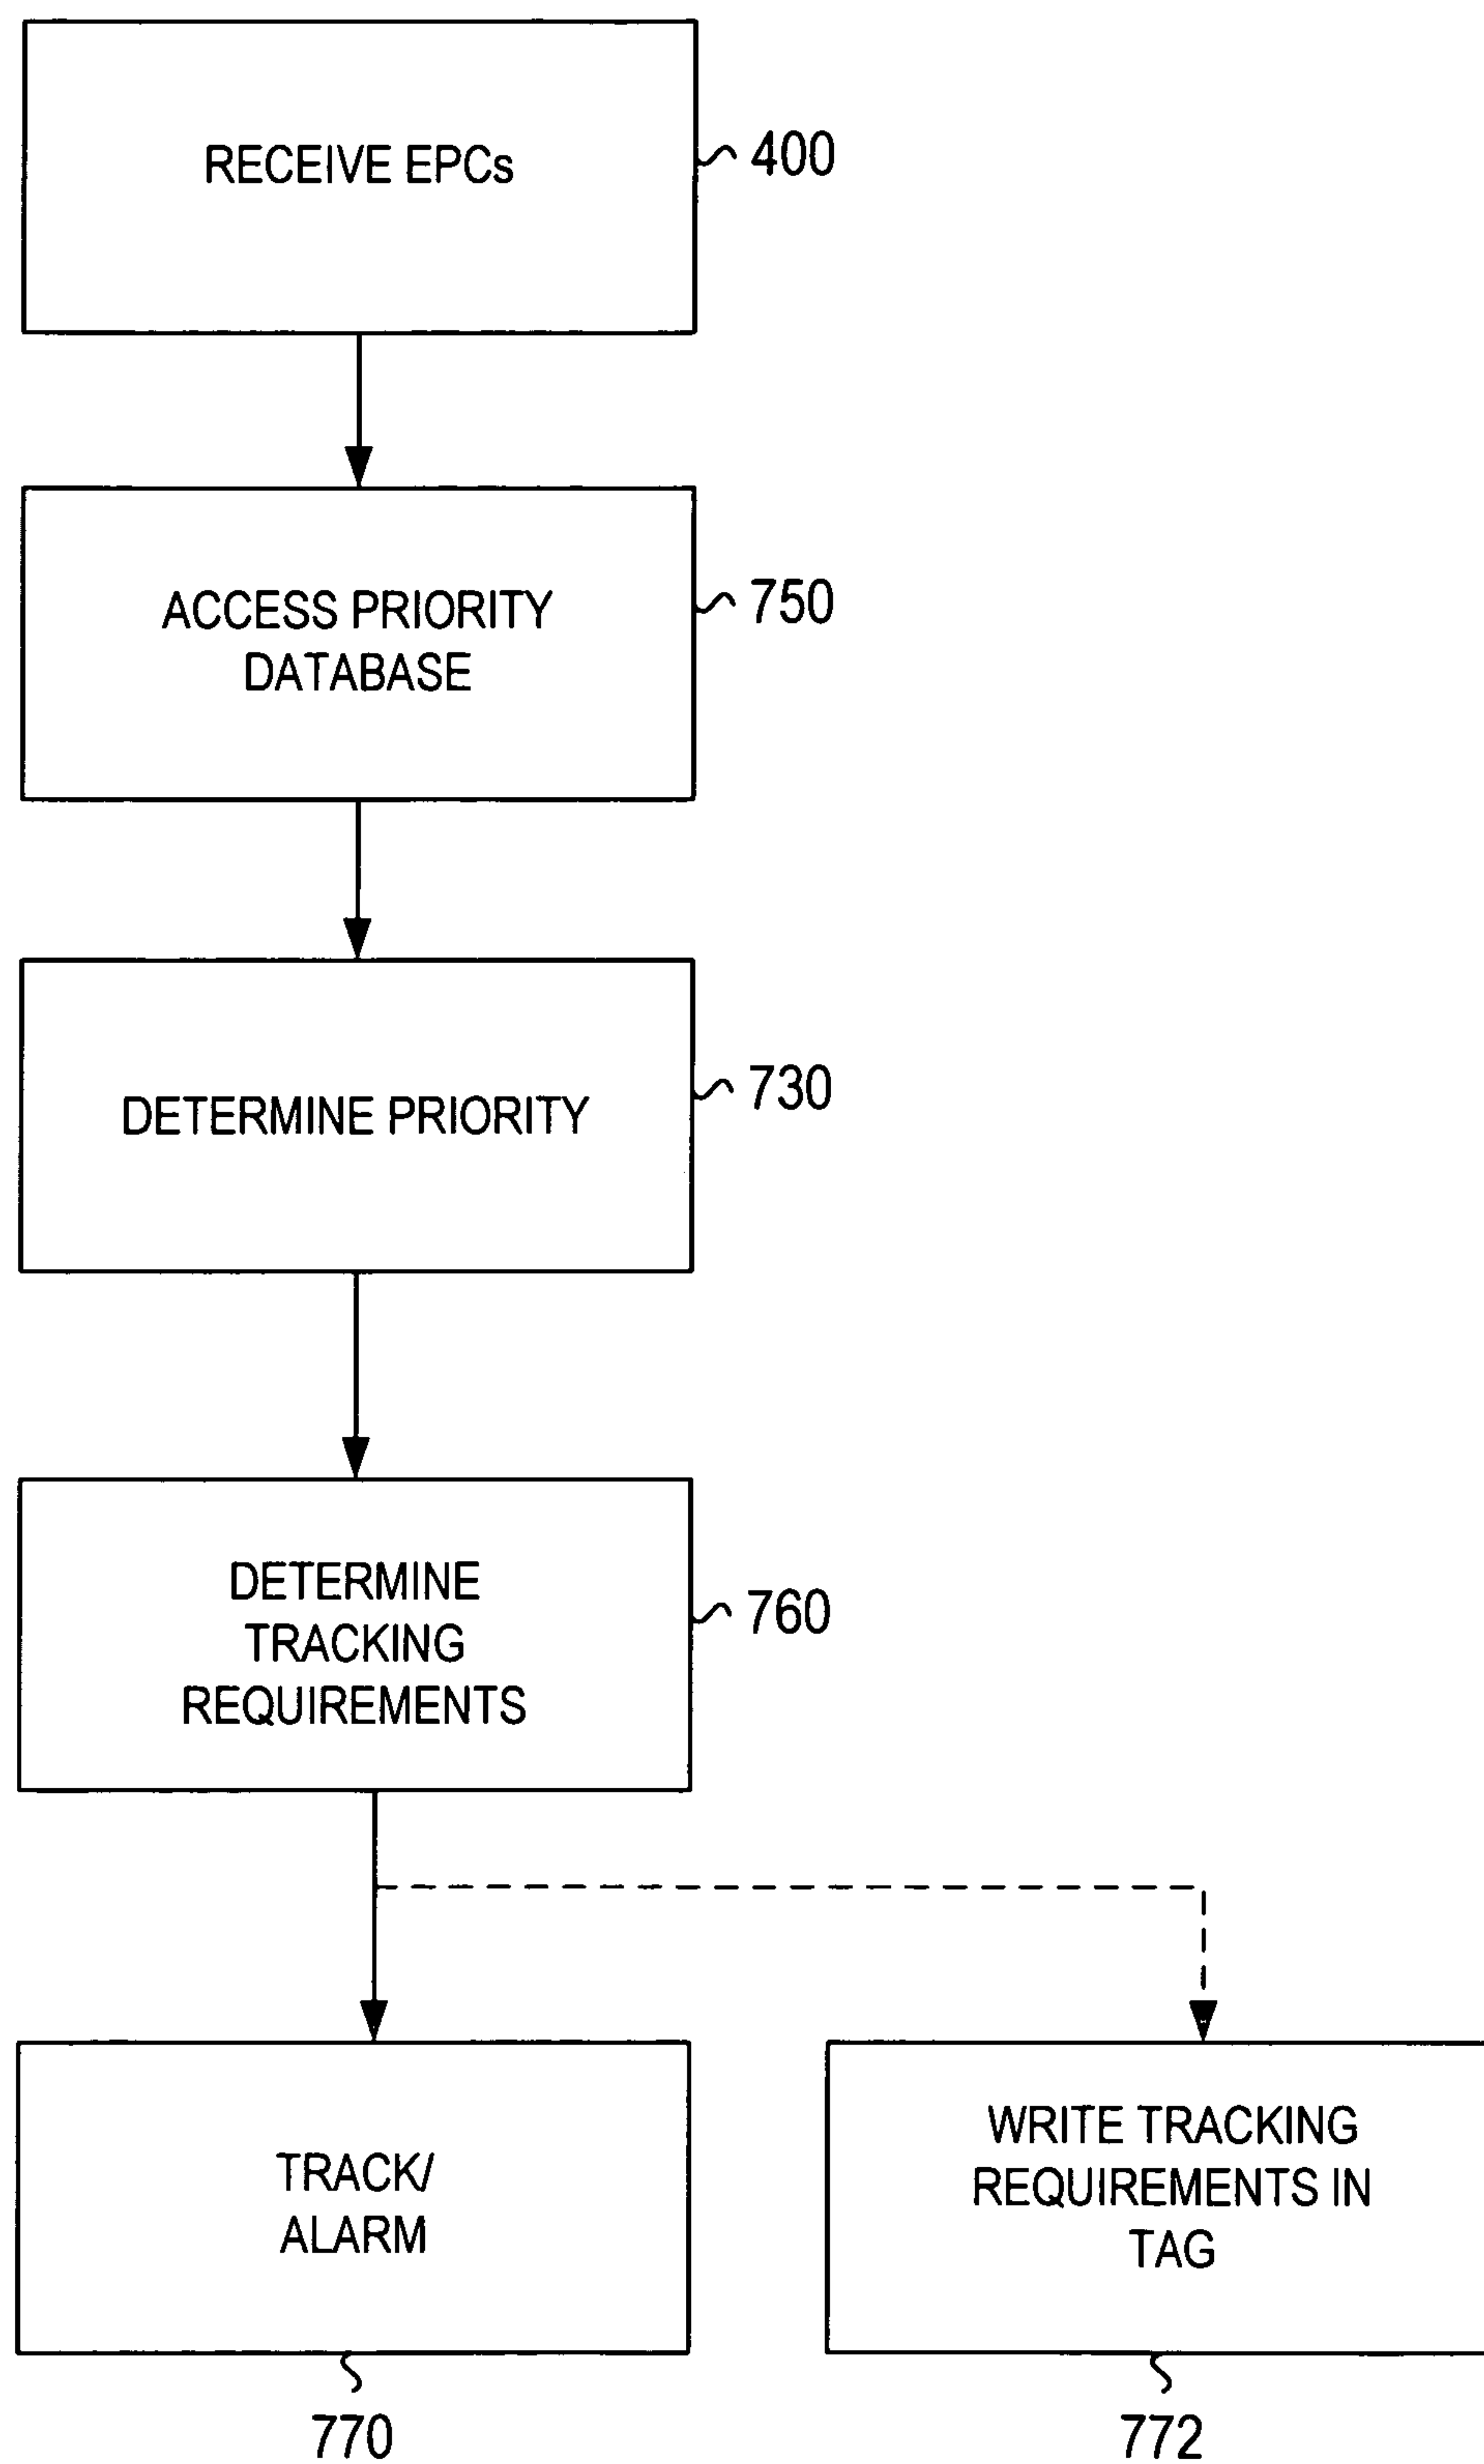 RECEIVE EPCs
400
ACCESS PRIORITY
DATABASE
750
DETERMINE PRIORITY
730
DETERMINE
TRACKING
REQUIREMENTS
760
TRACK/
ALARM
770
WRITE TRACKING
REQUIREMENTS IN
TAG
772